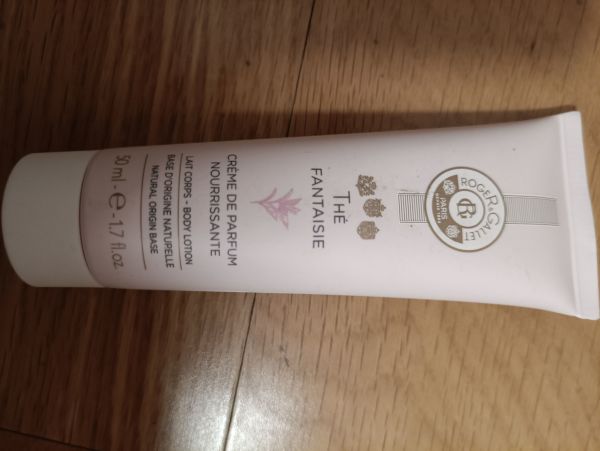 ROGER & GALLET
PARIS
THÉ
FANTAISIE
CRÈME DE PARFUM
NOURRISSANTE
LAIT CORPS - BODY LOTION
BASE D'ORIGINE NATURELLE
NATURAL ORIGIN BASE
50 ml - e - 1,7 fl.oz